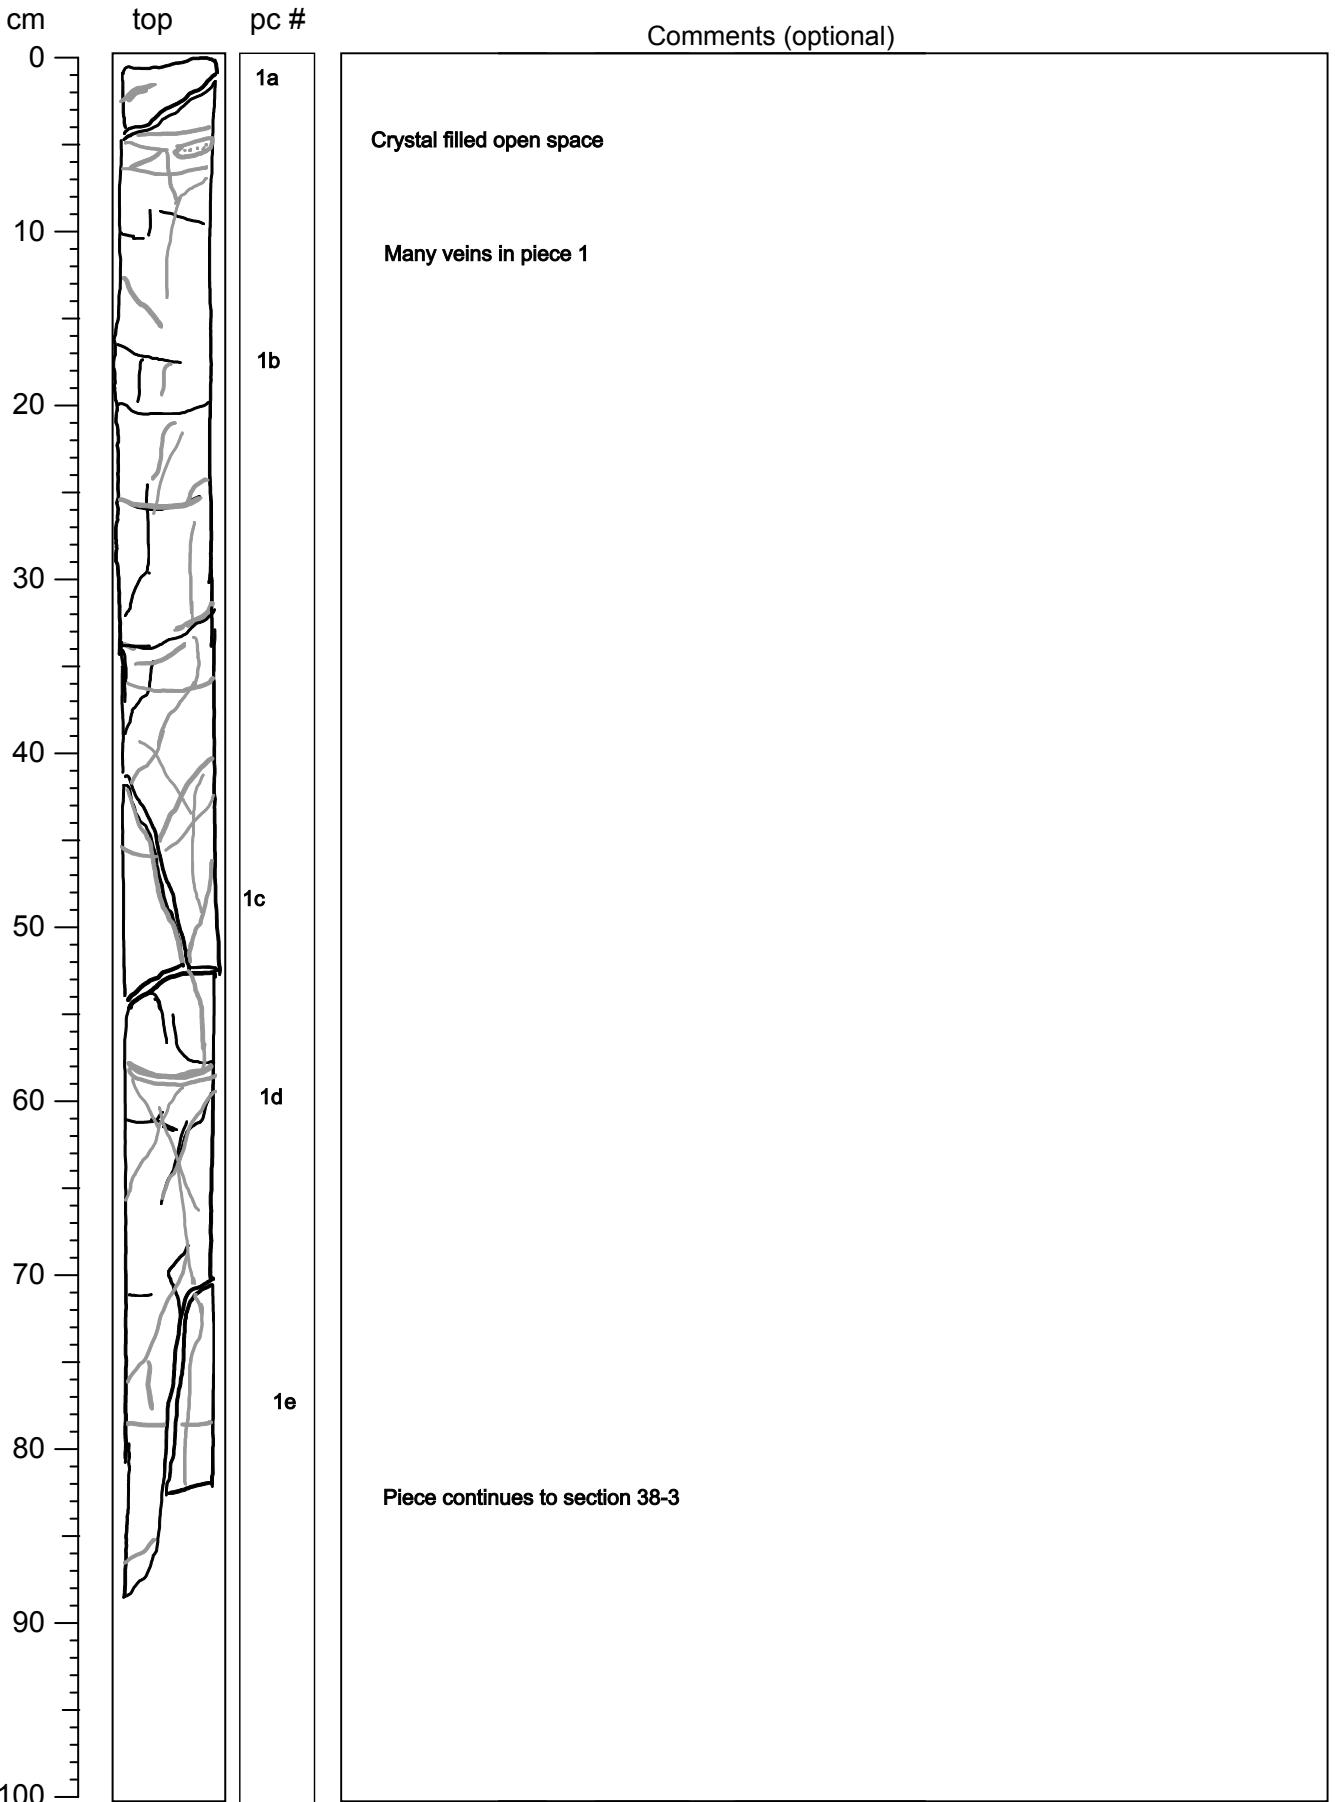 cm top pc #
Comments (optional)
0
1a
Crystal filled open space
10
Many veins in piece 1
1b
20
30
40
1c
50
1d
60
70
1e
80
Piece continues to section 38-3
90
100